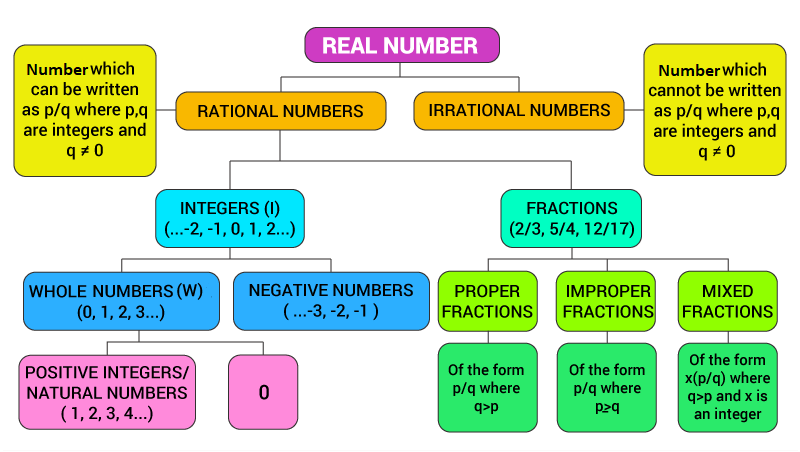 REAL NUMBER
Number which
can be written
as p/q where p,q
are integers and
q ≠ 0
RATIONAL NUMBERS
IRRATIONAL NUMBERS
Number which
cannot be written
as p/q where p,q
are integers and
q ≠ 0
INTEGERS (I)
(...-2, -1, 0, 1, 2...)
FRACTIONS
(2/3, 5/4, 12/17)
WHOLE NUMBERS (W)
(0, 1, 2, 3...)
NEGATIVE NUMBERS
( ...-3, -2, -1 )
PROPER
FRACTIONS
IMPROPER
FRACTIONS
MIXED
FRACTIONS
POSITIVE INTEGERS/
NATURAL NUMBERS
( 1, 2, 3, 4...)
0
Of the form
p/q where
q>p
Of the form
p/q where
p≥q
Of the form
x(p/q) where
q>p and x is
an integer